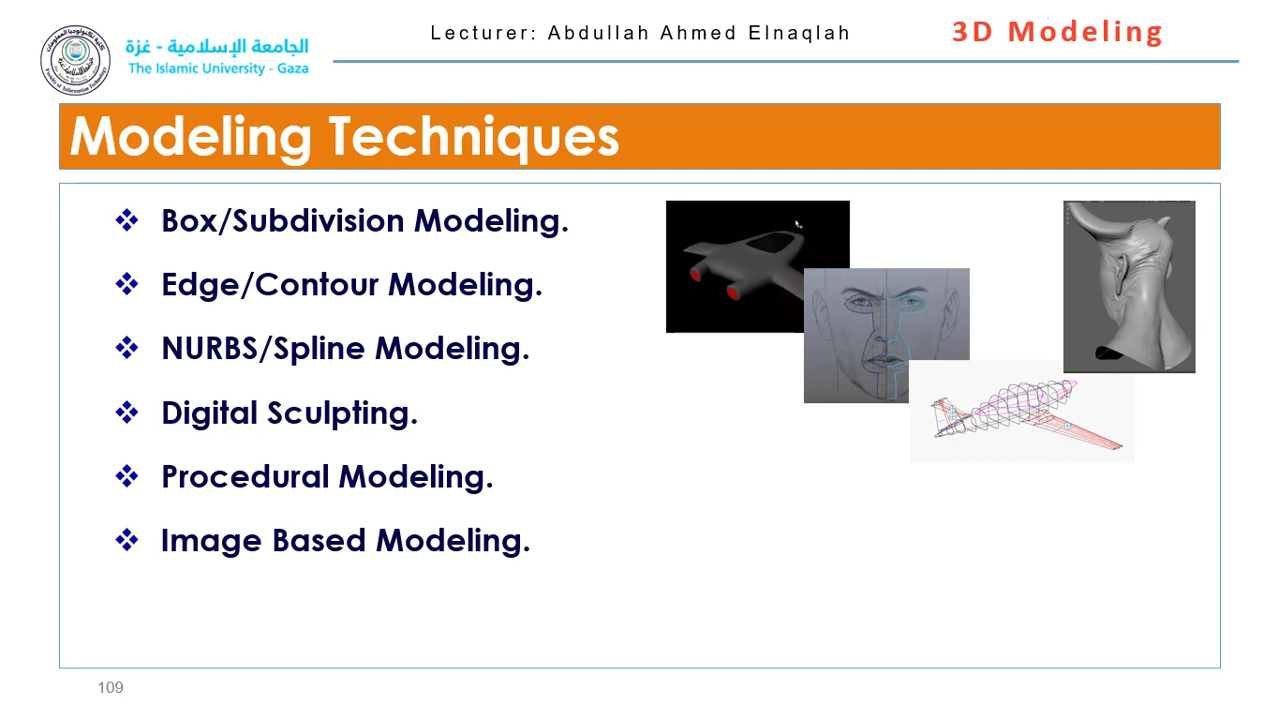 الجامعة الإسلامية - غزة
The Islamic University - Gaza
Lecturer: Abdullah Ahmed Elnaqlah
3D Modeling
Modeling Techniques
❖ Box/Subdivision Modeling.
❖ Edge/Contour Modeling.
❖ NURBS/Spline Modeling.
❖ Digital Sculpting.
❖ Procedural Modeling.
❖ Image Based Modeling.
109